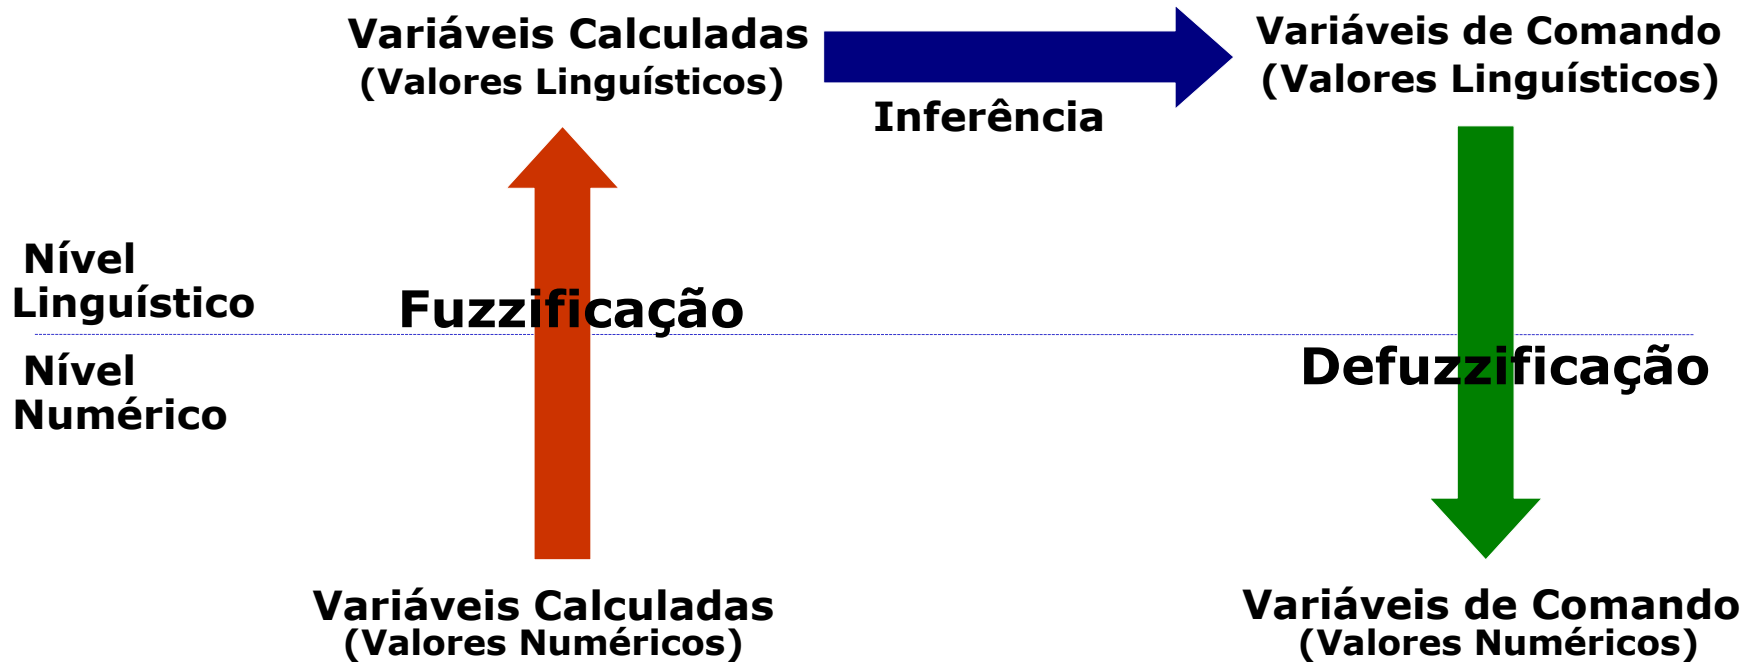 Variáveis Calculadas
(Valores Linguísticos)
Inferência
Variáveis de Comando
(Valores Linguísticos)
Nível
Linguístico
Fuzzificação
Nível
Numérico
Defuzzificação
Variáveis Calculadas
(Valores Numéricos)
Variáveis de Comando
(Valores Numéricos)